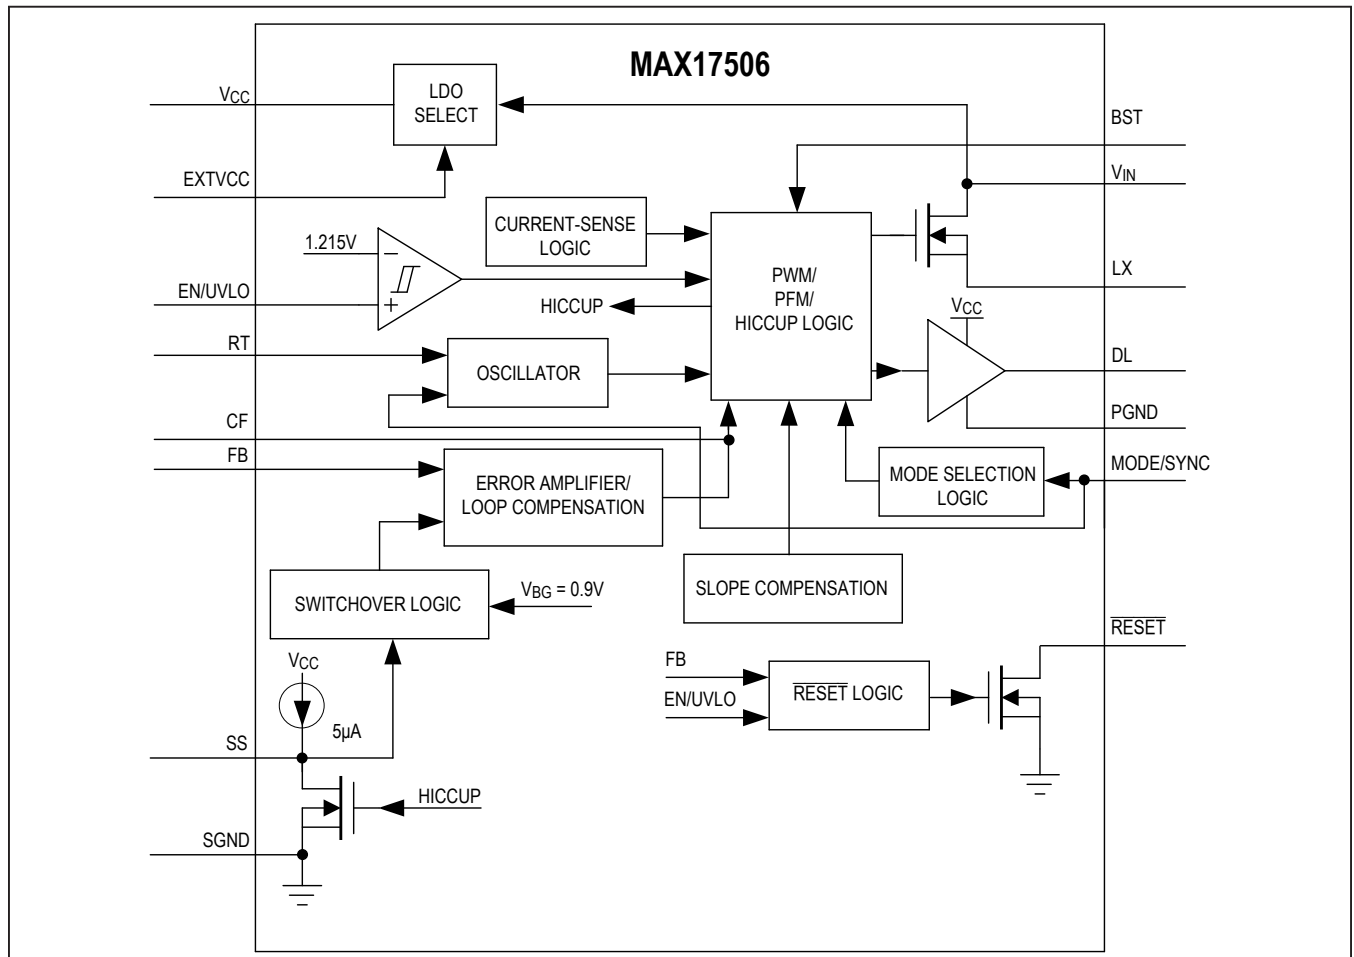 MAX17506
VCC
LDO
SELECT
BST
EXTVCC
VIN
CURRENT-SENSE
LOGIC
1.215V
−
LX
PWM/
PFM/
HICCUP LOGIC
EN/UVLO
+
HICCUP
VCC
RT
OSCILLATOR
DL
CF
PGND
FB
ERROR AMPLIFIER/
LOOP COMPENSATION
MODE SELECTION
LOGIC
MODE/SYNC
SWITCHOVER LOGIC
VBG = 0.9V
SLOPE COMPENSATION
RESET
VCC
FB
EN/UVLO
RESET LOGIC
5µA
SS
HICCUP
SGND